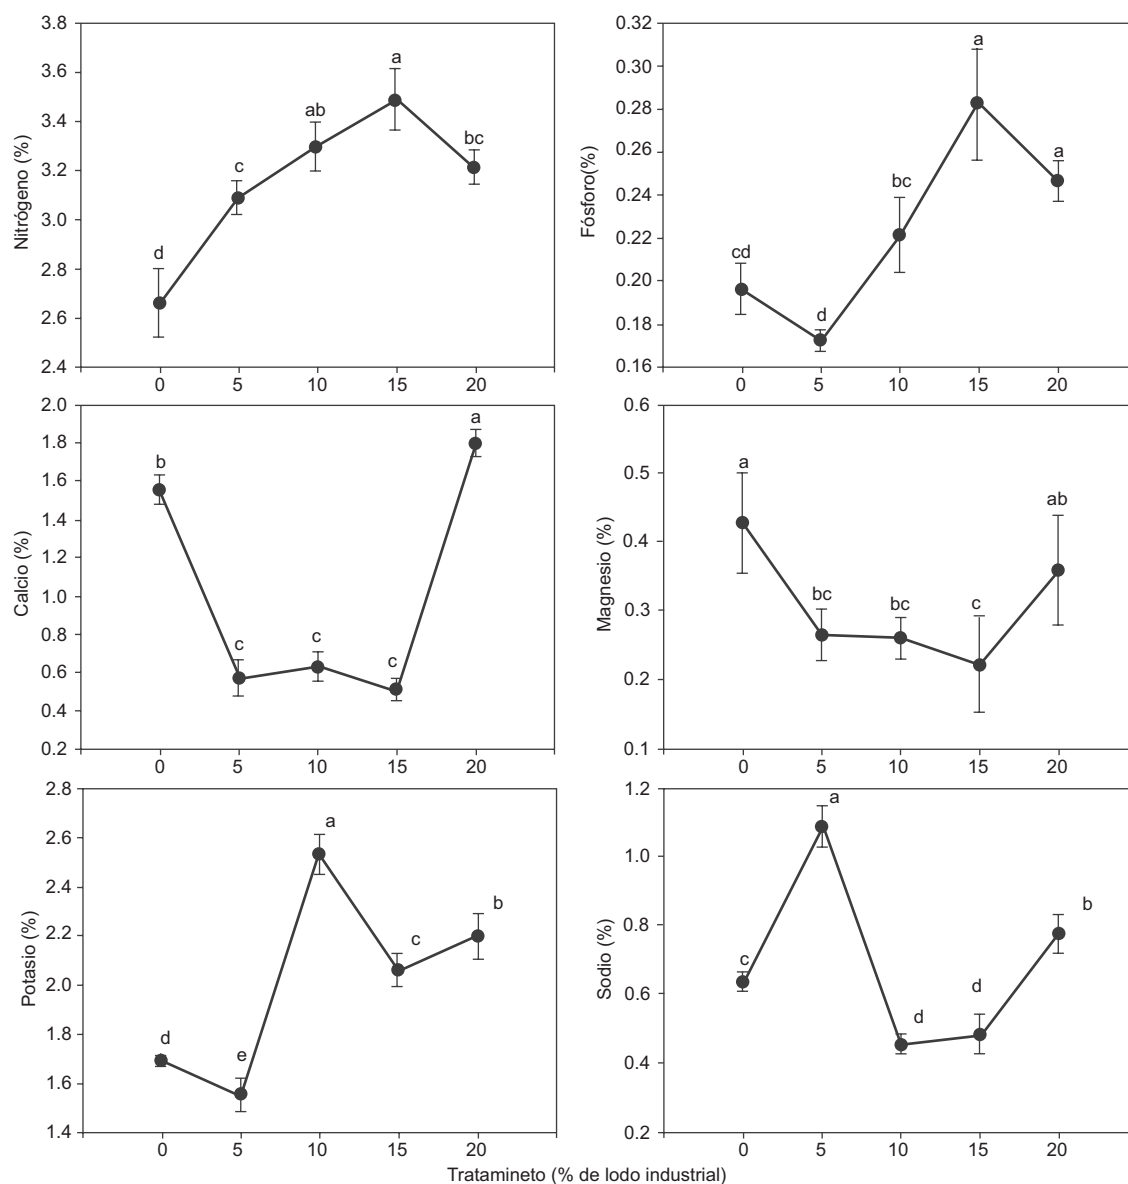 Nitrógeno (%)
3.8
3.6
3.4
3.2
3.0
2.8
2.6
2.4
d
c
ab
a
bc
0 5 10 15 20
Fósforo(%)
0.32
0.30
0.28
0.26
0.24
0.22
0.20
0.18
0.16
cd
d
bc
a
a
0 5 10 15 20
Calcio (%)
2.0
1.8
1.6
1.4
1.2
1.0
0.8
0.6
0.4
0.2
b
c
c
c
a
0 5 10 15 20
Magnesio (%)
0.6
0.5
0.4
0.3
0.2
0.1
a
bc
bc
c
ab
0 5 10 15 20
Potasio (%)
2.8
2.6
2.4
2.2
2.0
1.8
1.6
1.4
d
e
a
c
b
0 5 10 15 20
Sodio (%)
1.2
1.0
0.8
0.6
0.4
0.2
c
a
d
d
b
0 5 10 15 20
Tratamineto (% de lodo industrial)